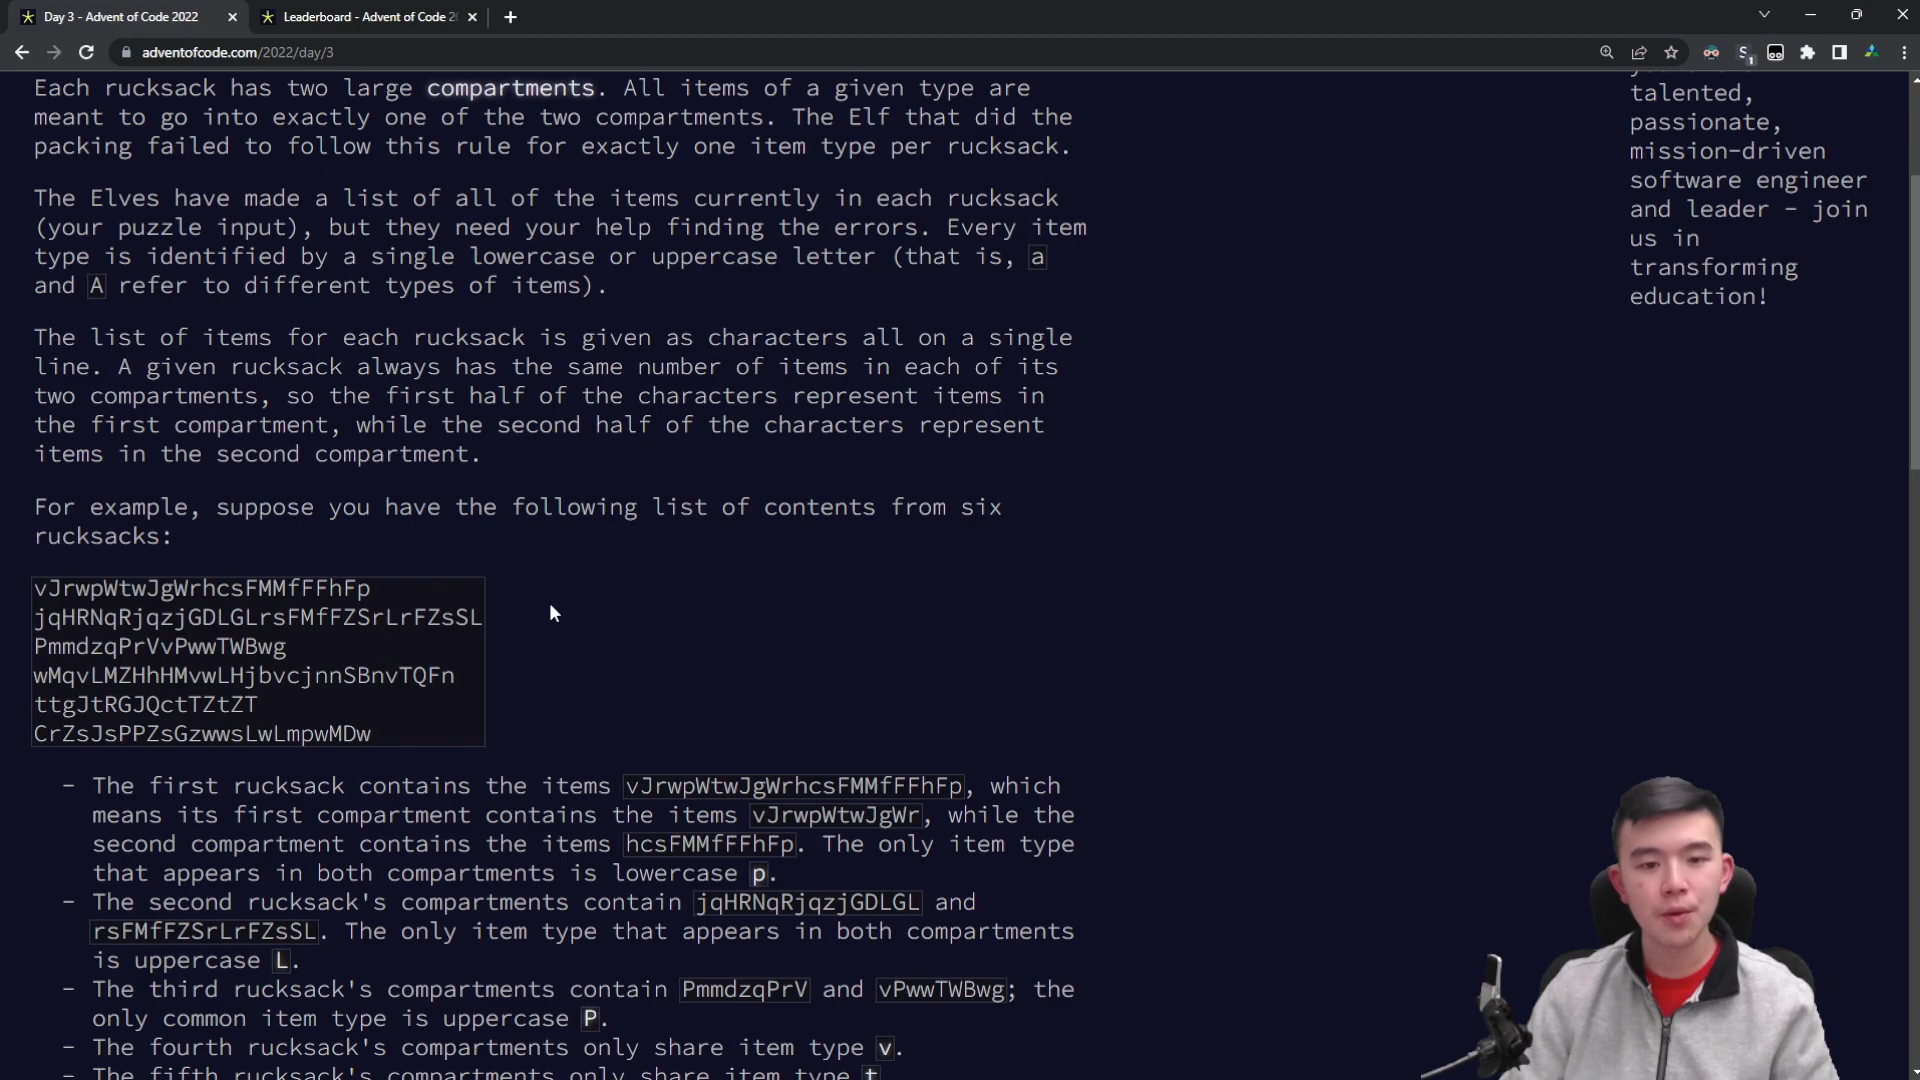 Day 3 - Advent of Code 2022
Leaderboard - Advent of Code 2
adventofcode.com/2022/day/3
Each rucksack has two large compartments. All items of a given type are
meant to go into exactly one of the two compartments. The Elf that did the
packing failed to follow this rule for exactly one item type per rucksack.
The Elves have made a list of all of the items currently in each rucksack
(your puzzle input), but they need your help finding the errors. Every item
type is identified by a single lowercase or uppercase letter (that is, a
and A refer to different types of items).
The list of items for each rucksack is given as characters all on a single
line. A given rucksack always has the same number of items in each of its
two compartments, so the first half of the characters represent items in
the first compartment, while the second half of the characters represent
items in the second compartment.
For example, suppose you have the following list of contents from six
rucksacks:
vJrwpWtwJgWrhcsFMMfFFhFp
jqHRNqRjqzjGDLGLrsFMfFZSrLrFZsSL
PmmdzqPrVvPwwTWBwg
wMqvLMZHhHMvwLHjbvcjnnSBnvTQFn
ttgJtRGJQctTZtZT
CrZsJsPPZsGzwwsLwLmpwMDw
- The first rucksack contains the items vJrwpWtwJgWrhcsFMMfFFhFp, which
means its first compartment contains the items vJrwpWtwJgWr, while the
second compartment contains the items hcsFMMfFFhFp. The only item type
that appears in both compartments is lowercase p.
- The second rucksack's compartments contain jqHRNqRjqzjGDLGL and
rsFMfFZSrLrFZsSL. The only item type that appears in both compartments
is uppercase L.
- The third rucksack's compartments contain PmmdzqPrV and vPwwTWBwg; the
only common item type is uppercase P.
- The fourth rucksack's compartments only share item type v.
- The fifth rucksack's compartments only share item type t
talented,
passionate,
mission-driven
software engineer
and leader - join
us in
transforming
education!
S
1